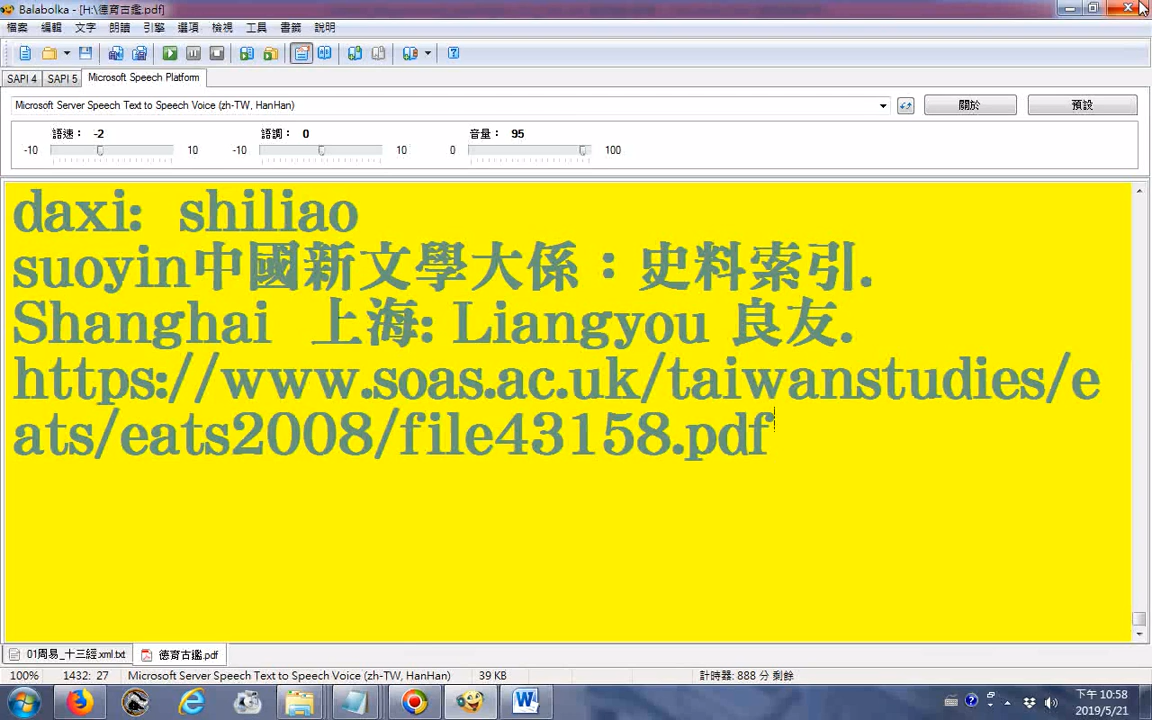 Balabolka - [H:\德育古鑑.pdf]
檔案 編輯 文字 朗讀 引擎 選項 檢視 工具 書籤 說明
SAPI 4 SAPI 5 Microsoft Speech Platform
Microsoft Server Speech Text to Speech Voice (zh-TW, HanHan) 關於 預設
語速： -2 語調： 0 音量： 95
-10 10 -10 10 0 100
daxi: shiliao
suoyin中國新文學大係：史料索引.
Shanghai 上海: Liangyou 良友.
https://www.soas.ac.uk/taiwanstudies/e
ats/eats2008/file43158.pdf
01周易_十三經.xml.txt 德育古鑑.pdf
100% 1432: 27 Microsoft Server Speech Text to Speech Voice (zh-TW, HanHan) 39 KB 計時器: 888 分 剩餘
下午 10:58
2019/5/21